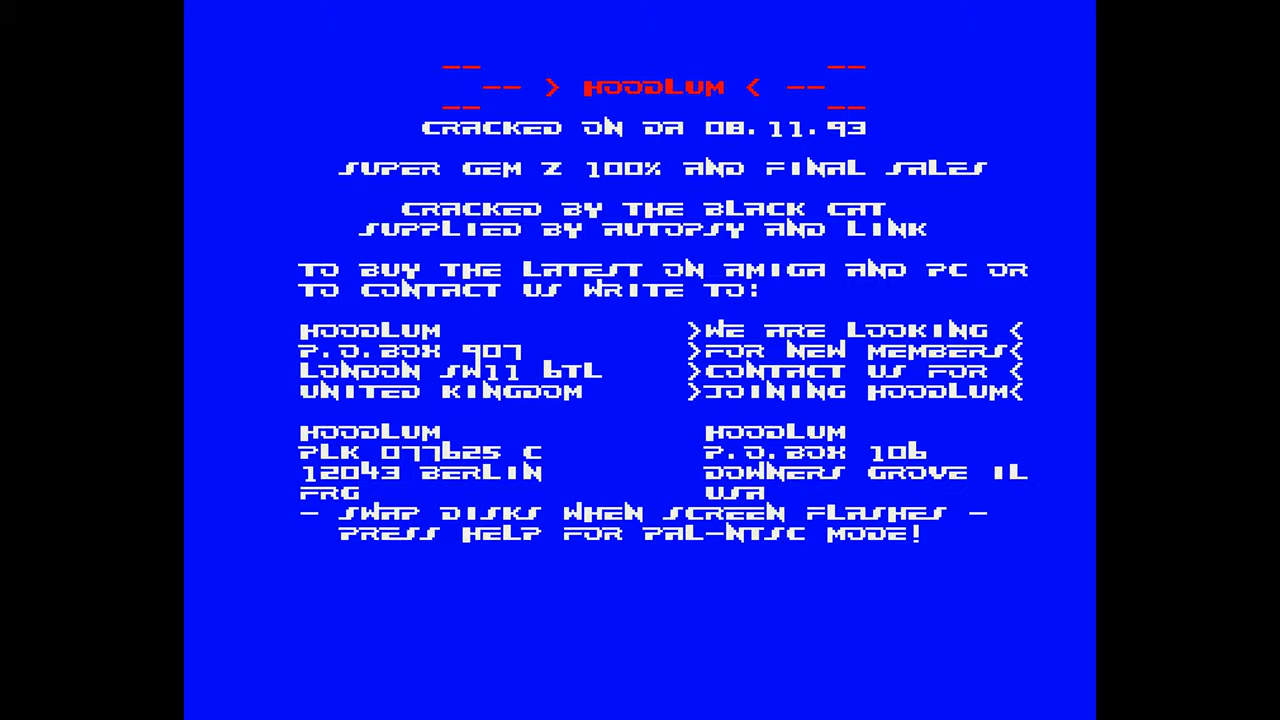 -- --
-- > HOODLUM < --
-- --
CRACKED ON DA 08.11.93
SUPER GEM Z 100% AND FINAL SALES
CRACKED BY THE BLACK CAT
SUPPLIED BY AUTOPSY AND LINK
TO BUY THE LATEST ON AMIGA AND PC OR
TO CONTACT US WRITE TO:
HOODLUM >WE ARE LOOKING <
P.O.BOX 907 >FOR NEW MEMBERS<
LONDON SW11 6TL >CONTACT US FOR <
UNITED KINGDOM >JOINING HOODLUM<
HOODLUM HOODLUM
PLK 077625 C P.O.BOX 106
12043 BERLIN DOWNERS GROVE IL
FRG USA
- SWAP DISKS WHEN SCREEN FLASHES -
PRESS HELP FOR PAL-NTSC MODE!